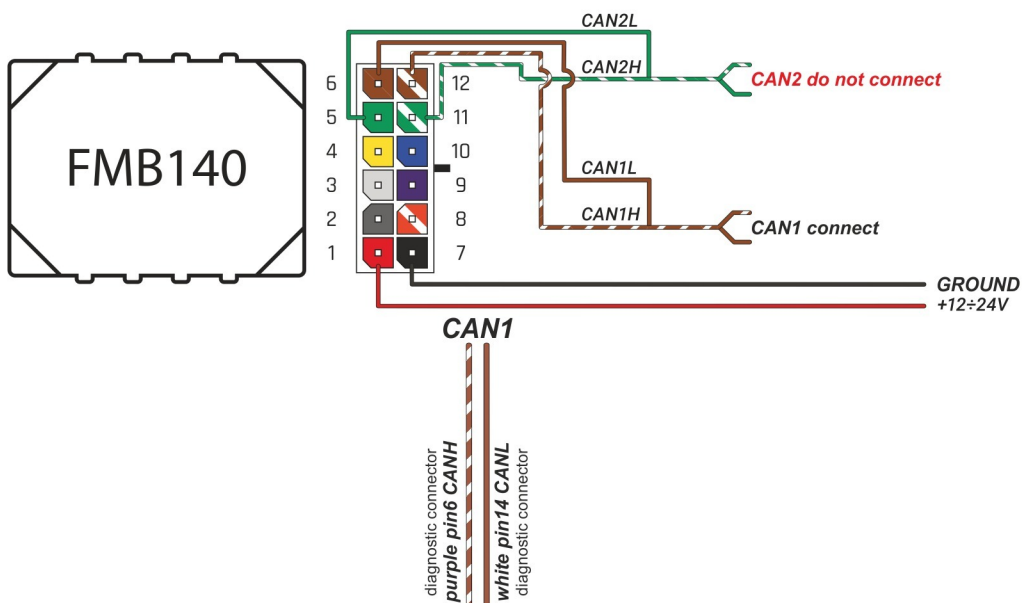 FMB140
CAN2L
CAN2H
CAN2 do not connect
6 12
5 11
4 10
3 9
2 8
1 7
CAN1L
CAN1H
CAN1 connect
GROUND
+12÷24V
CAN1
diagnostic connector
purple pin6 CANH
white pin14 CANL
diagnostic connector